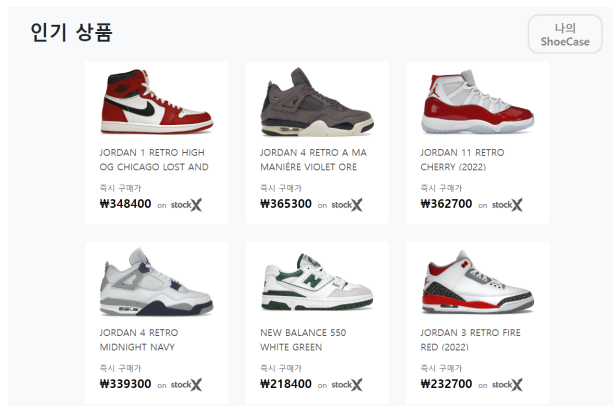 인기 상품
나의
ShoeCase
JORDAN 1 RETRO HIGH
OG CHICAGO LOST AND
즉시 구매가
₩348400 on stockX
JORDAN 4 RETRO A MA
MANIÉRE VIOLET ORE
즉시 구매가
₩365300 on stockX
JORDAN 11 RETRO
CHERRY (2022)
즉시 구매가
₩362700 on stockX
JORDAN 4 RETRO
MIDNIGHT NAVY
즉시 구매가
₩339300 on stockX
NEW BALANCE 550
WHITE GREEN
즉시 구매가
₩218400 on stockX
JORDAN 3 RETRO FIRE
RED (2022)
즉시 구매가
₩232700 on stockX